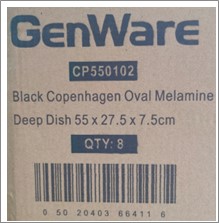 GenWare
CP550102
Black Copenhagen Oval Melamine
Deep Dish 55 x 27.5 x 7.5cm
QTY: 8
0 50 20403 66411 6